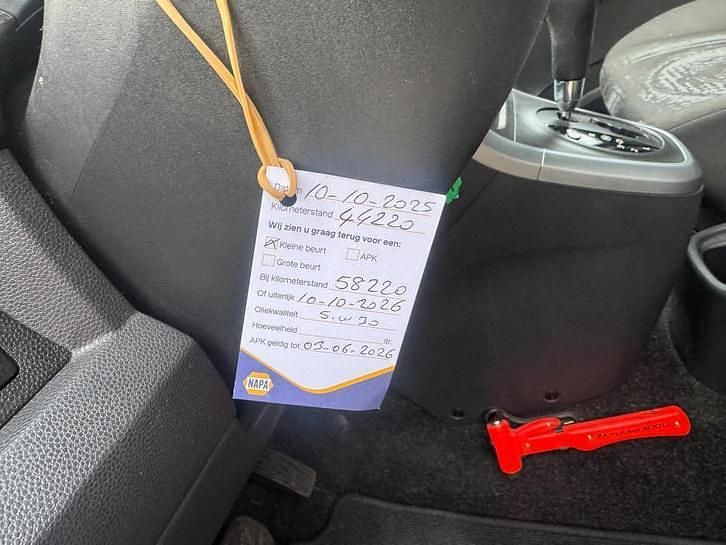 Datum 10-10-2025
Kilometerstand 44220
Wij zien u graag terug voor een:
Kleine beurt APK
Grote beurt
Bij kilometerstand 58220
Of uiterlijk 10-10-2026
Oliekwaliteit 5-W30
Hoeveelheid ltr.
APK geldig tot 03-06-2026
NAPA